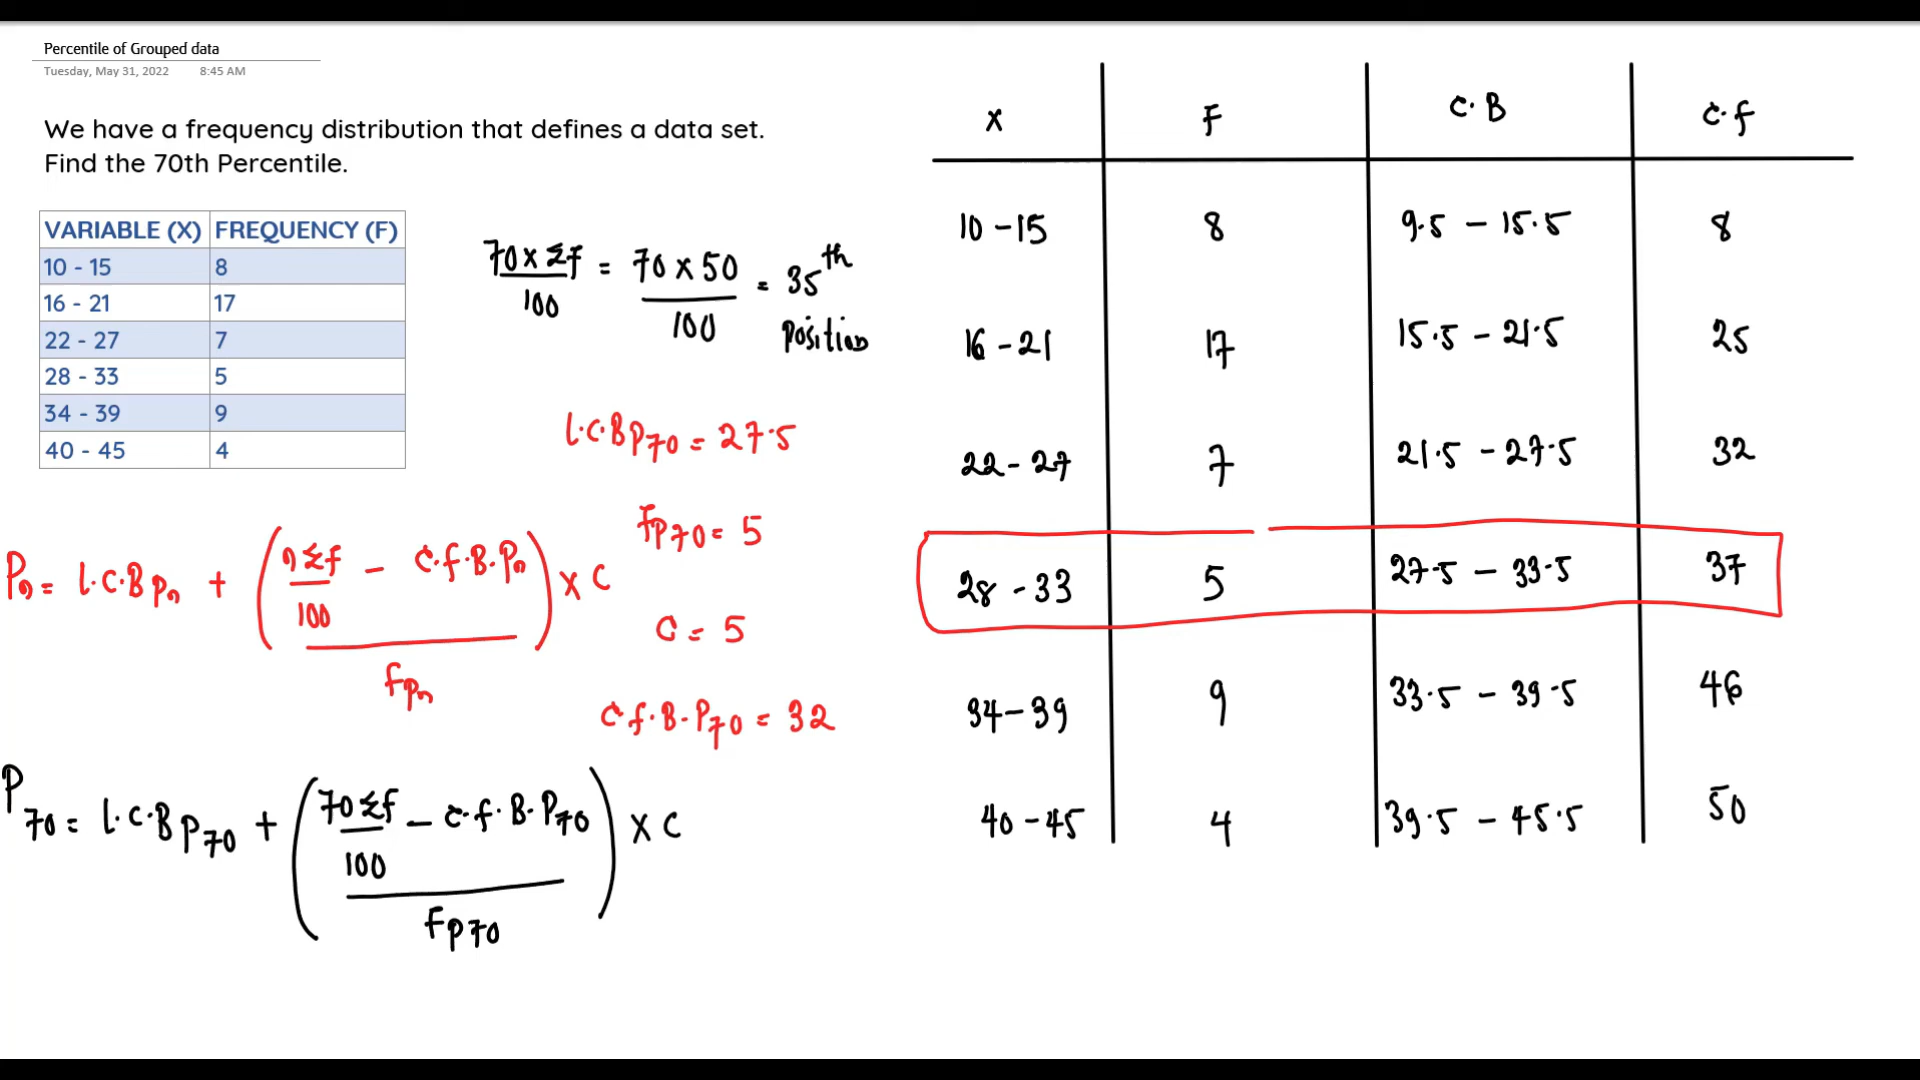 Percentile of Grouped data
Tuesday, May 31, 2022 8:45 AM
We have a frequency distribution that defines a data set.
Find the 70th Percentile.
VARIABLE (X) FREQUENCY (F)
10 - 15 8
16 - 21 17
22 - 27 7
28 - 33 5
34 - 39 9
40 - 45 4
70 x Σf / 100 = 70 x 50 / 100 = 35th position
L.C.B P70 = 27.5
FP70 = 5
C = 5
C.f.B.P70 = 32
Pn = L.C.B Pn + ( nΣf / 100 - C.f.B.Pn / fPn ) x C
P70 = L.C.B P70 + ( 70Σf / 100 - C.f.B.P70 / FP70 ) x C
x F C.B C.f
10 - 15 8 9.5 - 15.5 8
16 - 21 17 15.5 - 21.5 25
22 - 27 7 21.5 - 27.5 32
28 - 33 5 27.5 - 33.5 37
34 - 39 9 33.5 - 39.5 46
40 - 45 4 39.5 - 45.5 50